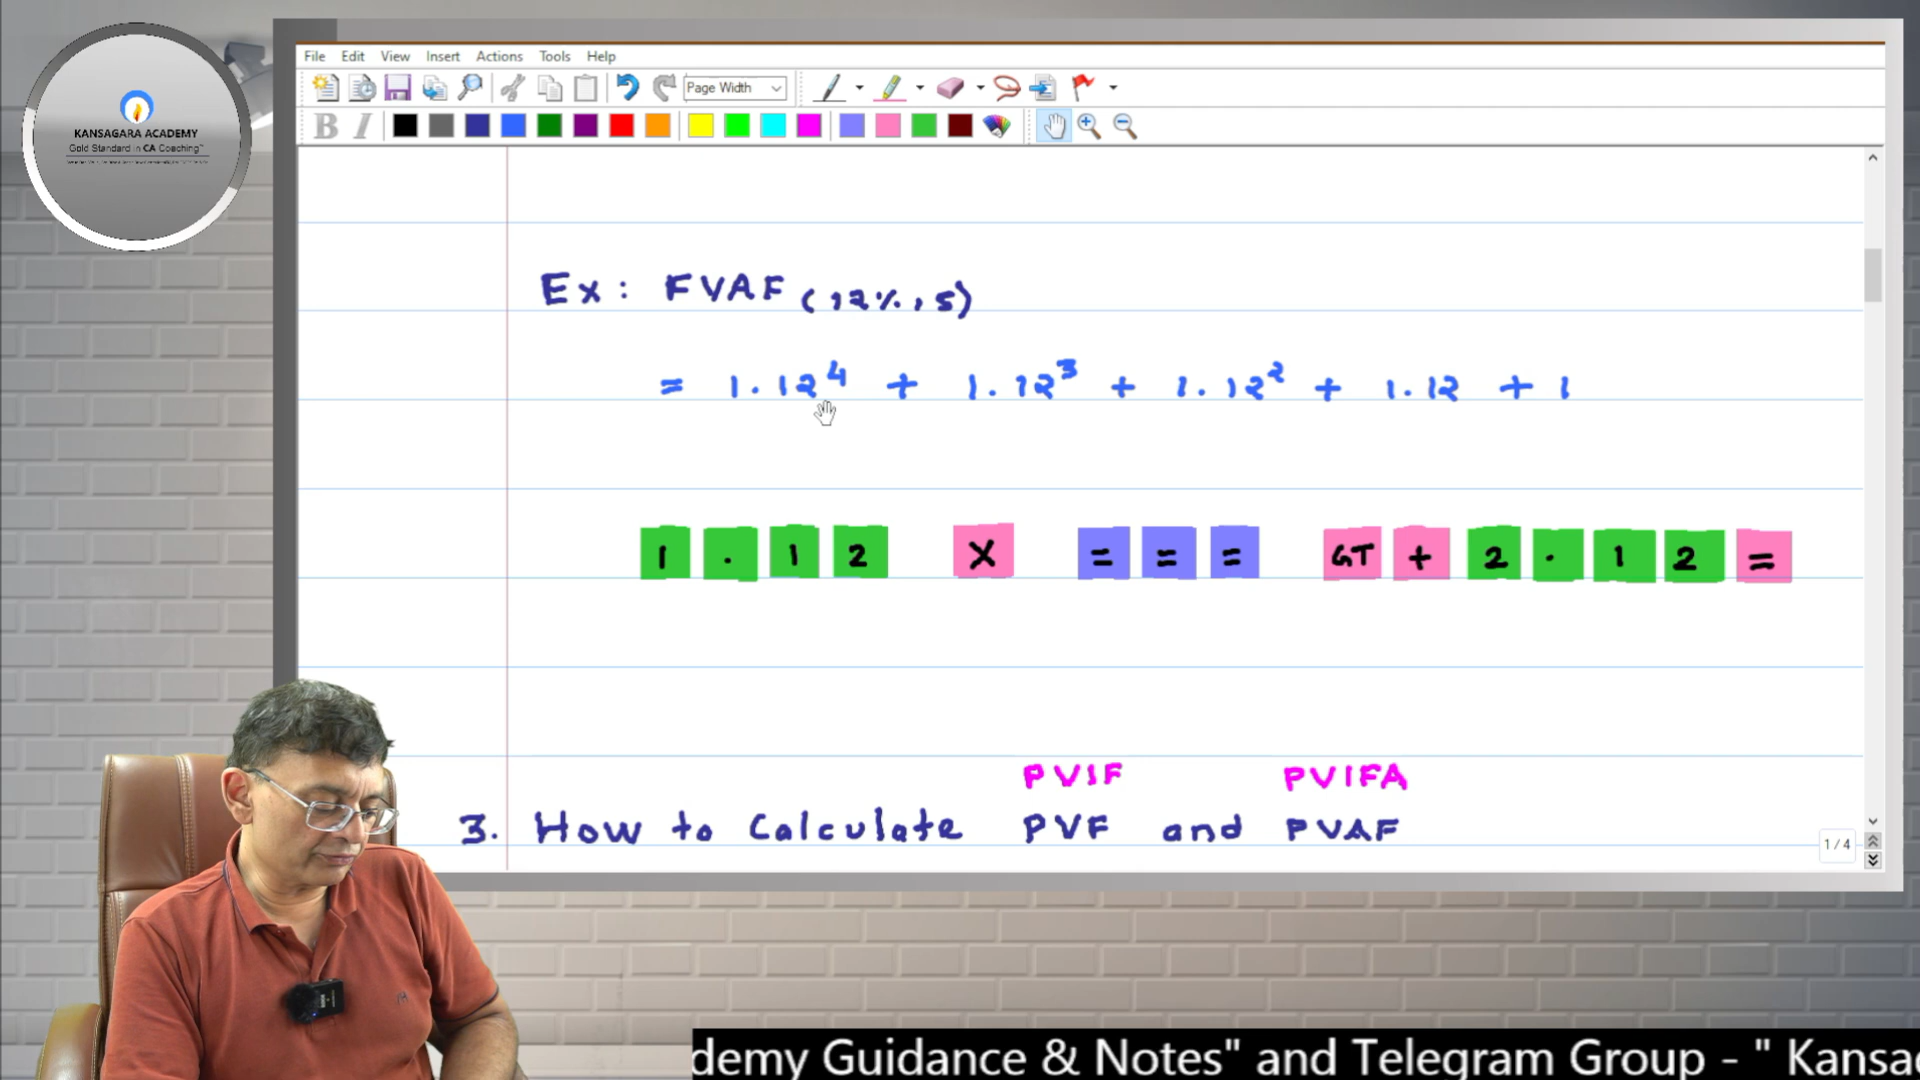 KANSAGARA ACADEMY
Gold Standard in CA Coaching™
File Edit View Insert Actions Tools Help
Page Width
B I
Ex: FVAF (12%, 5)
= 1.12⁴ + 1.12³ + 1.12² + 1.12 + 1
1 . 1 2 X = = = GT + 2 . 1 2 =
PVIF PVIFA
3. How to Calculate PVF and PVAF
1 / 4
demy Guidance & Notes" and Telegram Group - " Kansa